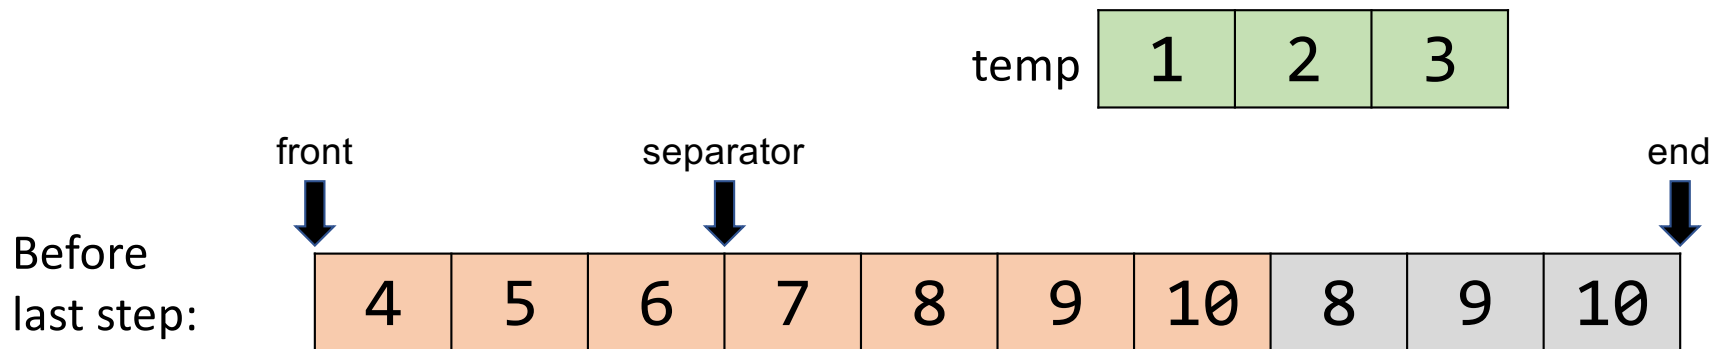 temp 1 2 3
front separator end
Before
last step: 4 5 6 7 8 9 10 8 9 10